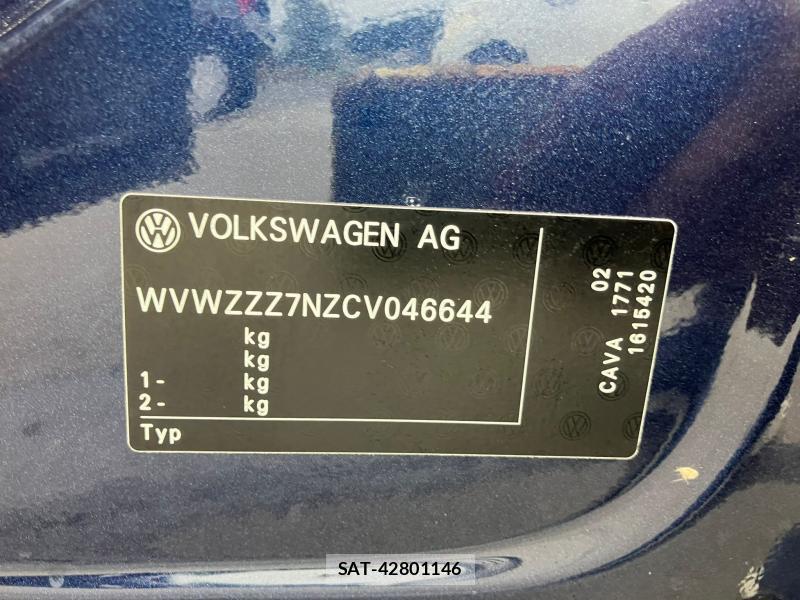 VOLKSWAGEN AG
WVWZZZ7NZCV046644
kg
kg
1- kg
2- kg
Typ
02
CAVA 1771
1615420
SAT-42801146